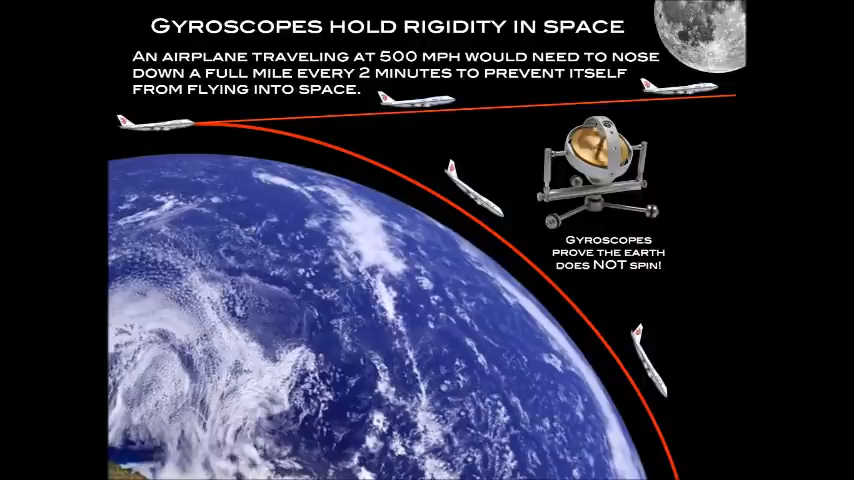 Gyroscopes hold rigidity in space
An airplane traveling at 500 mph would need to nose
down a full mile every 2 minutes to prevent itself
from flying into space.
Gyroscopes
prove the earth
does NOT spin!